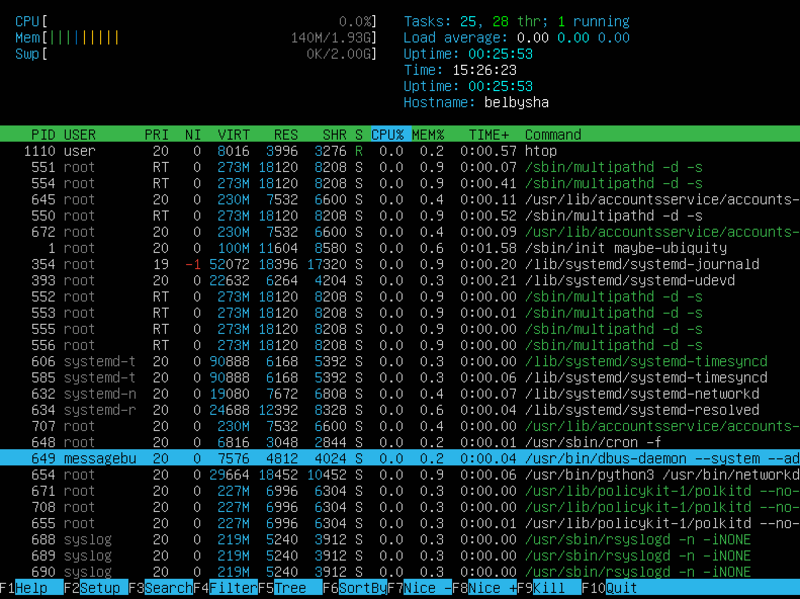 CPU[ 0.0%] Tasks: 25, 28 thr; 1 running
Mem[|||||||||| 140M/1.93G] Load average: 0.00 0.00 0.00
Swp[ 0K/2.00G] Uptime: 00:25:53
Time: 15:26:23
Uptime: 00:25:53
Hostname: belbysha
PID USER PRI NI VIRT RES SHR S CPU% MEM% TIME+ Command
1110 user 20 0 8016 3996 3276 R 0.0 0.2 0:00.57 htop
551 root RT 0 273M 18120 8208 S 0.0 0.9 0:00.07 /sbin/multipathd -d -s
554 root RT 0 273M 18120 8208 S 0.0 0.9 0:00.41 /sbin/multipathd -d -s
645 root 20 0 230M 7532 6600 S 0.0 0.4 0:00.11 /usr/lib/accountsservice/accounts-
550 root RT 0 273M 18120 8208 S 0.0 0.9 0:00.52 /sbin/multipathd -d -s
672 root 20 0 230M 7532 6600 S 0.0 0.4 0:00.09 /usr/lib/accountsservice/accounts-
1 root 20 0 100M 11604 8580 S 0.0 0.6 0:01.58 /sbin/init maybe-ubiquity
354 root 19 -1 52072 18396 17320 S 0.0 0.9 0:00.20 /lib/systemd/systemd-journald
393 root 20 0 22632 6264 4204 S 0.0 0.3 0:00.21 /lib/systemd/systemd-udevd
552 root RT 0 273M 18120 8208 S 0.0 0.9 0:00.00 /sbin/multipathd -d -s
553 root RT 0 273M 18120 8208 S 0.0 0.9 0:00.01 /sbin/multipathd -d -s
555 root RT 0 273M 18120 8208 S 0.0 0.9 0:00.00 /sbin/multipathd -d -s
556 root RT 0 273M 18120 8208 S 0.0 0.9 0:00.00 /sbin/multipathd -d -s
606 systemd-t 20 0 90888 6168 5392 S 0.0 0.3 0:00.00 /lib/systemd/systemd-timesyncd
585 systemd-t 20 0 90888 6168 5392 S 0.0 0.3 0:00.06 /lib/systemd/systemd-timesyncd
632 systemd-n 20 0 19080 7672 6808 S 0.0 0.4 0:00.07 /lib/systemd/systemd-networkd
634 systemd-r 20 0 24688 12392 8328 S 0.0 0.6 0:00.04 /lib/systemd/systemd-resolved
707 root 20 0 230M 7532 6600 S 0.0 0.4 0:00.00 /usr/lib/accountsservice/accounts-
648 root 20 0 6816 3048 2844 S 0.0 0.2 0:00.01 /usr/sbin/cron -f
649 messagebu 20 0 7576 4812 4024 S 0.0 0.2 0:00.04 /usr/bin/dbus-daemon --system --ad
654 root 20 0 29664 18452 10452 S 0.0 0.9 0:00.06 /usr/bin/python3 /usr/bin/networkd
671 root 20 0 227M 6996 6304 S 0.0 0.3 0:00.00 /usr/lib/policykit-1/polkitd --no-
708 root 20 0 227M 6996 6304 S 0.0 0.3 0:00.00 /usr/lib/policykit-1/polkitd --no-
655 root 20 0 227M 6996 6304 S 0.0 0.3 0:00.01 /usr/lib/policykit-1/polkitd --no-
688 syslog 20 0 219M 5240 3912 S 0.0 0.3 0:00.00 /usr/sbin/rsyslogd -n -iNONE
689 syslog 20 0 219M 5240 3912 S 0.0 0.3 0:00.00 /usr/sbin/rsyslogd -n -iNONE
690 syslog 20 0 219M 5240 3912 S 0.0 0.3 0:00.00 /usr/sbin/rsyslogd -n -iNONE
F1Help F2Setup F3SearchF4FilterF5Tree F6SortByF7Nice -F8Nice +F9Kill F10Quit